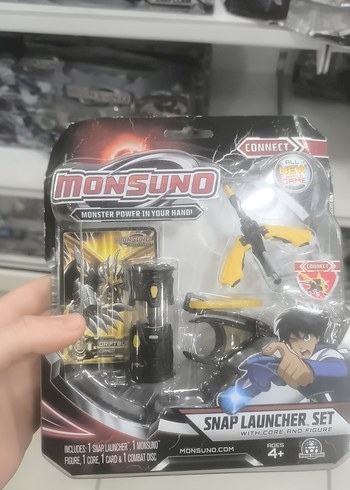 CONNECT
ALL
NEW
GAME
MONSUNO
MONSTER POWER IN YOUR HAND!
CONNECT
SNAP LAUNCHER SET
WITH CORE AND FIGURE
INCLUDES: 1 SNAP LAUNCHER, 1 MONSUNO
FIGURE, 1 CORE, 1 CARD & 1 COMBAT DISC
MONSUNO.COM
AGES
4+